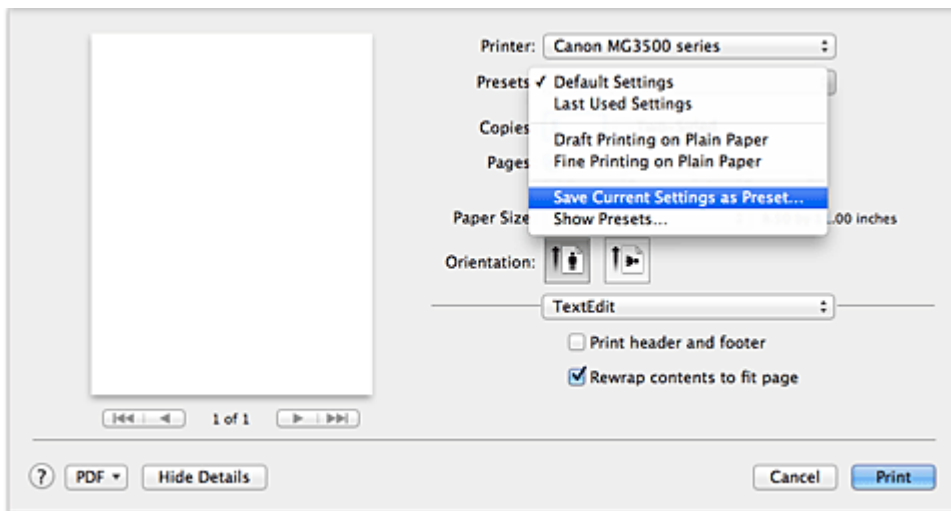 Printer: Canon MG3500 series
Presets ✓ Default Settings
Last Used Settings
Copies
Draft Printing on Plain Paper
Pages Fine Printing on Plain Paper
Save Current Settings as Preset...
Paper Size Show Presets... .00 inches
Orientation:
TextEdit
Print header and footer
Rewrap contents to fit page
1 of 1
? PDF Hide Details Cancel Print